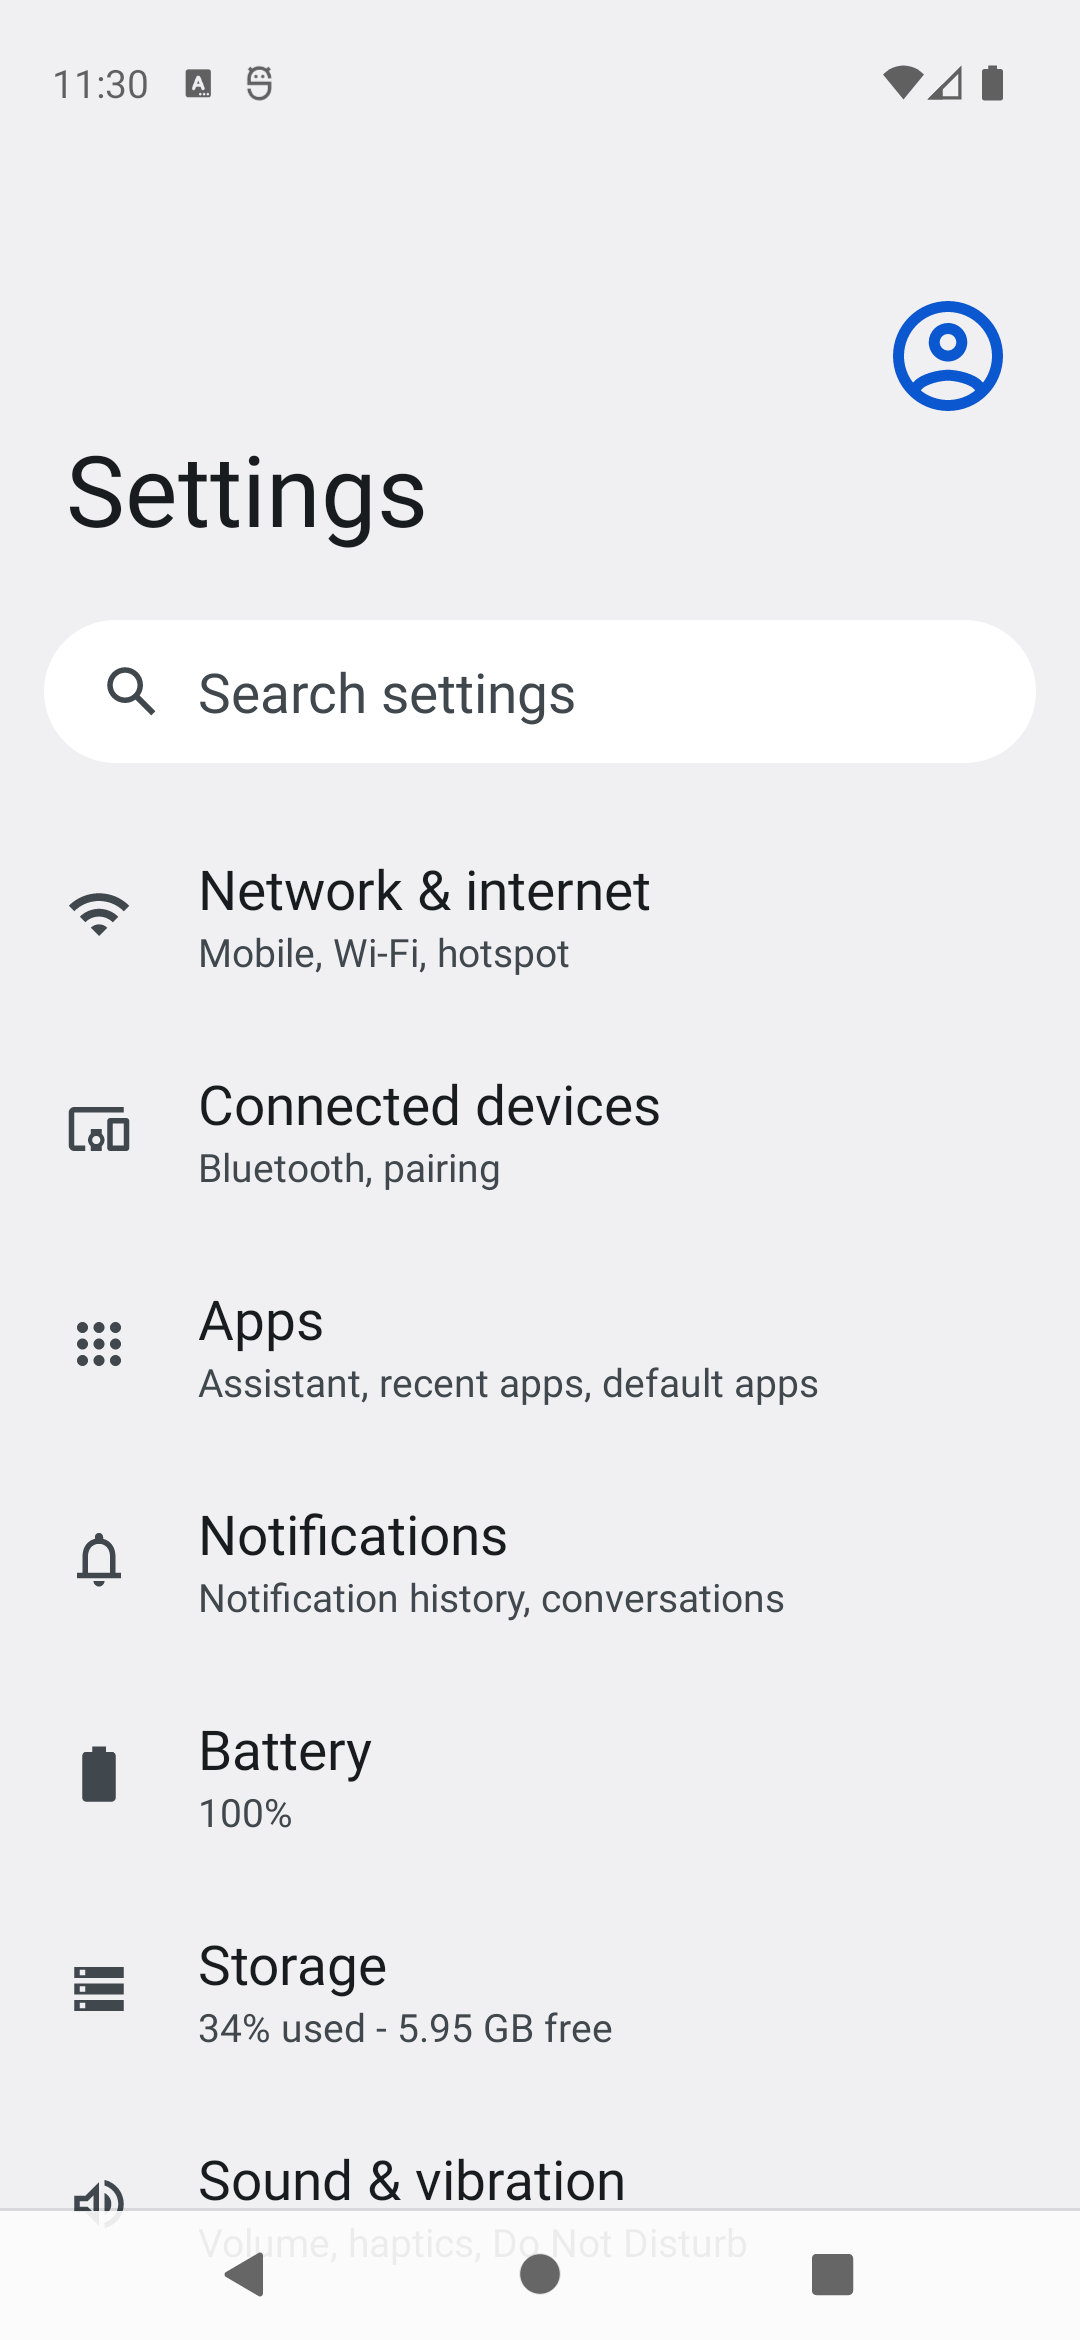 11:30
Settings
Search settings
Network & internet
Mobile, Wi-Fi, hotspot
Connected devices
Bluetooth, pairing
Apps
Assistant, recent apps, default apps
Notifications
Notification history, conversations
Battery
100%
Storage
34% used - 5.95 GB free
Sound & vibration
Volume, haptics, Do Not Disturb